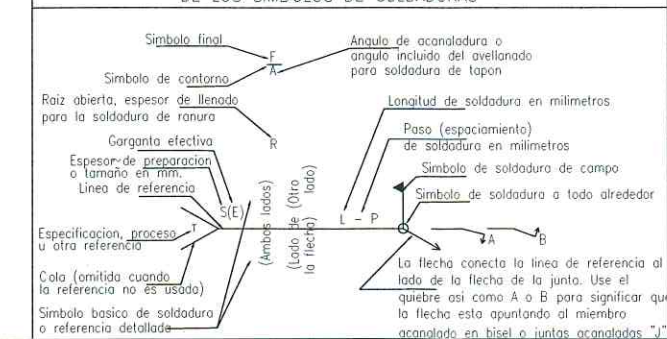 DE LOS SIMBOLOS DE SOLDADURAS
Simbolo final
F
A
Angulo de acanaladura o
angulo incluido del avellanado
para soldadura de tapon
Simbolo de contorno
Raiz abierta, espesor de llenado
para la soldadura de ranura
R
Longitud de soldadura en milimetros
Garganta efectiva
Paso (espaciamiento)
de soldadura en milimetros
Espesor de preparacion
o tamaño en mm.
Simbolo de soldadura de campo
Linea de referencia
Simbolo de soldadura a todo alrededor
S(E)
(Ambos lados)
(Lado de
la flecha)
(Otro
lado)
L - P
T
A
B
Especificacion, proceso
u otra referencia
Cola (omitida cuando
la referencia no es usada)
Simbolo basico de soldadura
o referencia detallada
La flecha conecta la linea de referencia al
lado de la flecha de la junta. Use el
quiebre asi como A o B para significar que
la flecha esta apuntando al miembro
acanalado en bisel o juntas acanaladas "J"